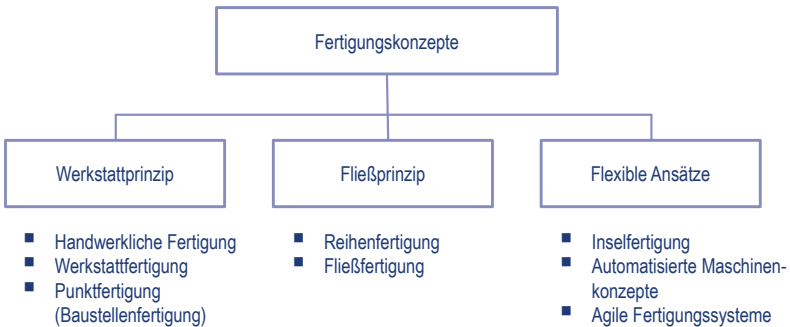 Fertigungskonzepte
Werkstattprinzip
Fließprinzip
Flexible Ansätze
▪ Handwerkliche Fertigung
▪ Werkstattfertigung
▪ Punktfertigung
(Baustellenfertigung)
▪ Reihenfertigung
▪ Fließfertigung
▪ Inselfertigung
▪ Automatisierte Maschinen-
konzepte
▪ Agile Fertigungssysteme